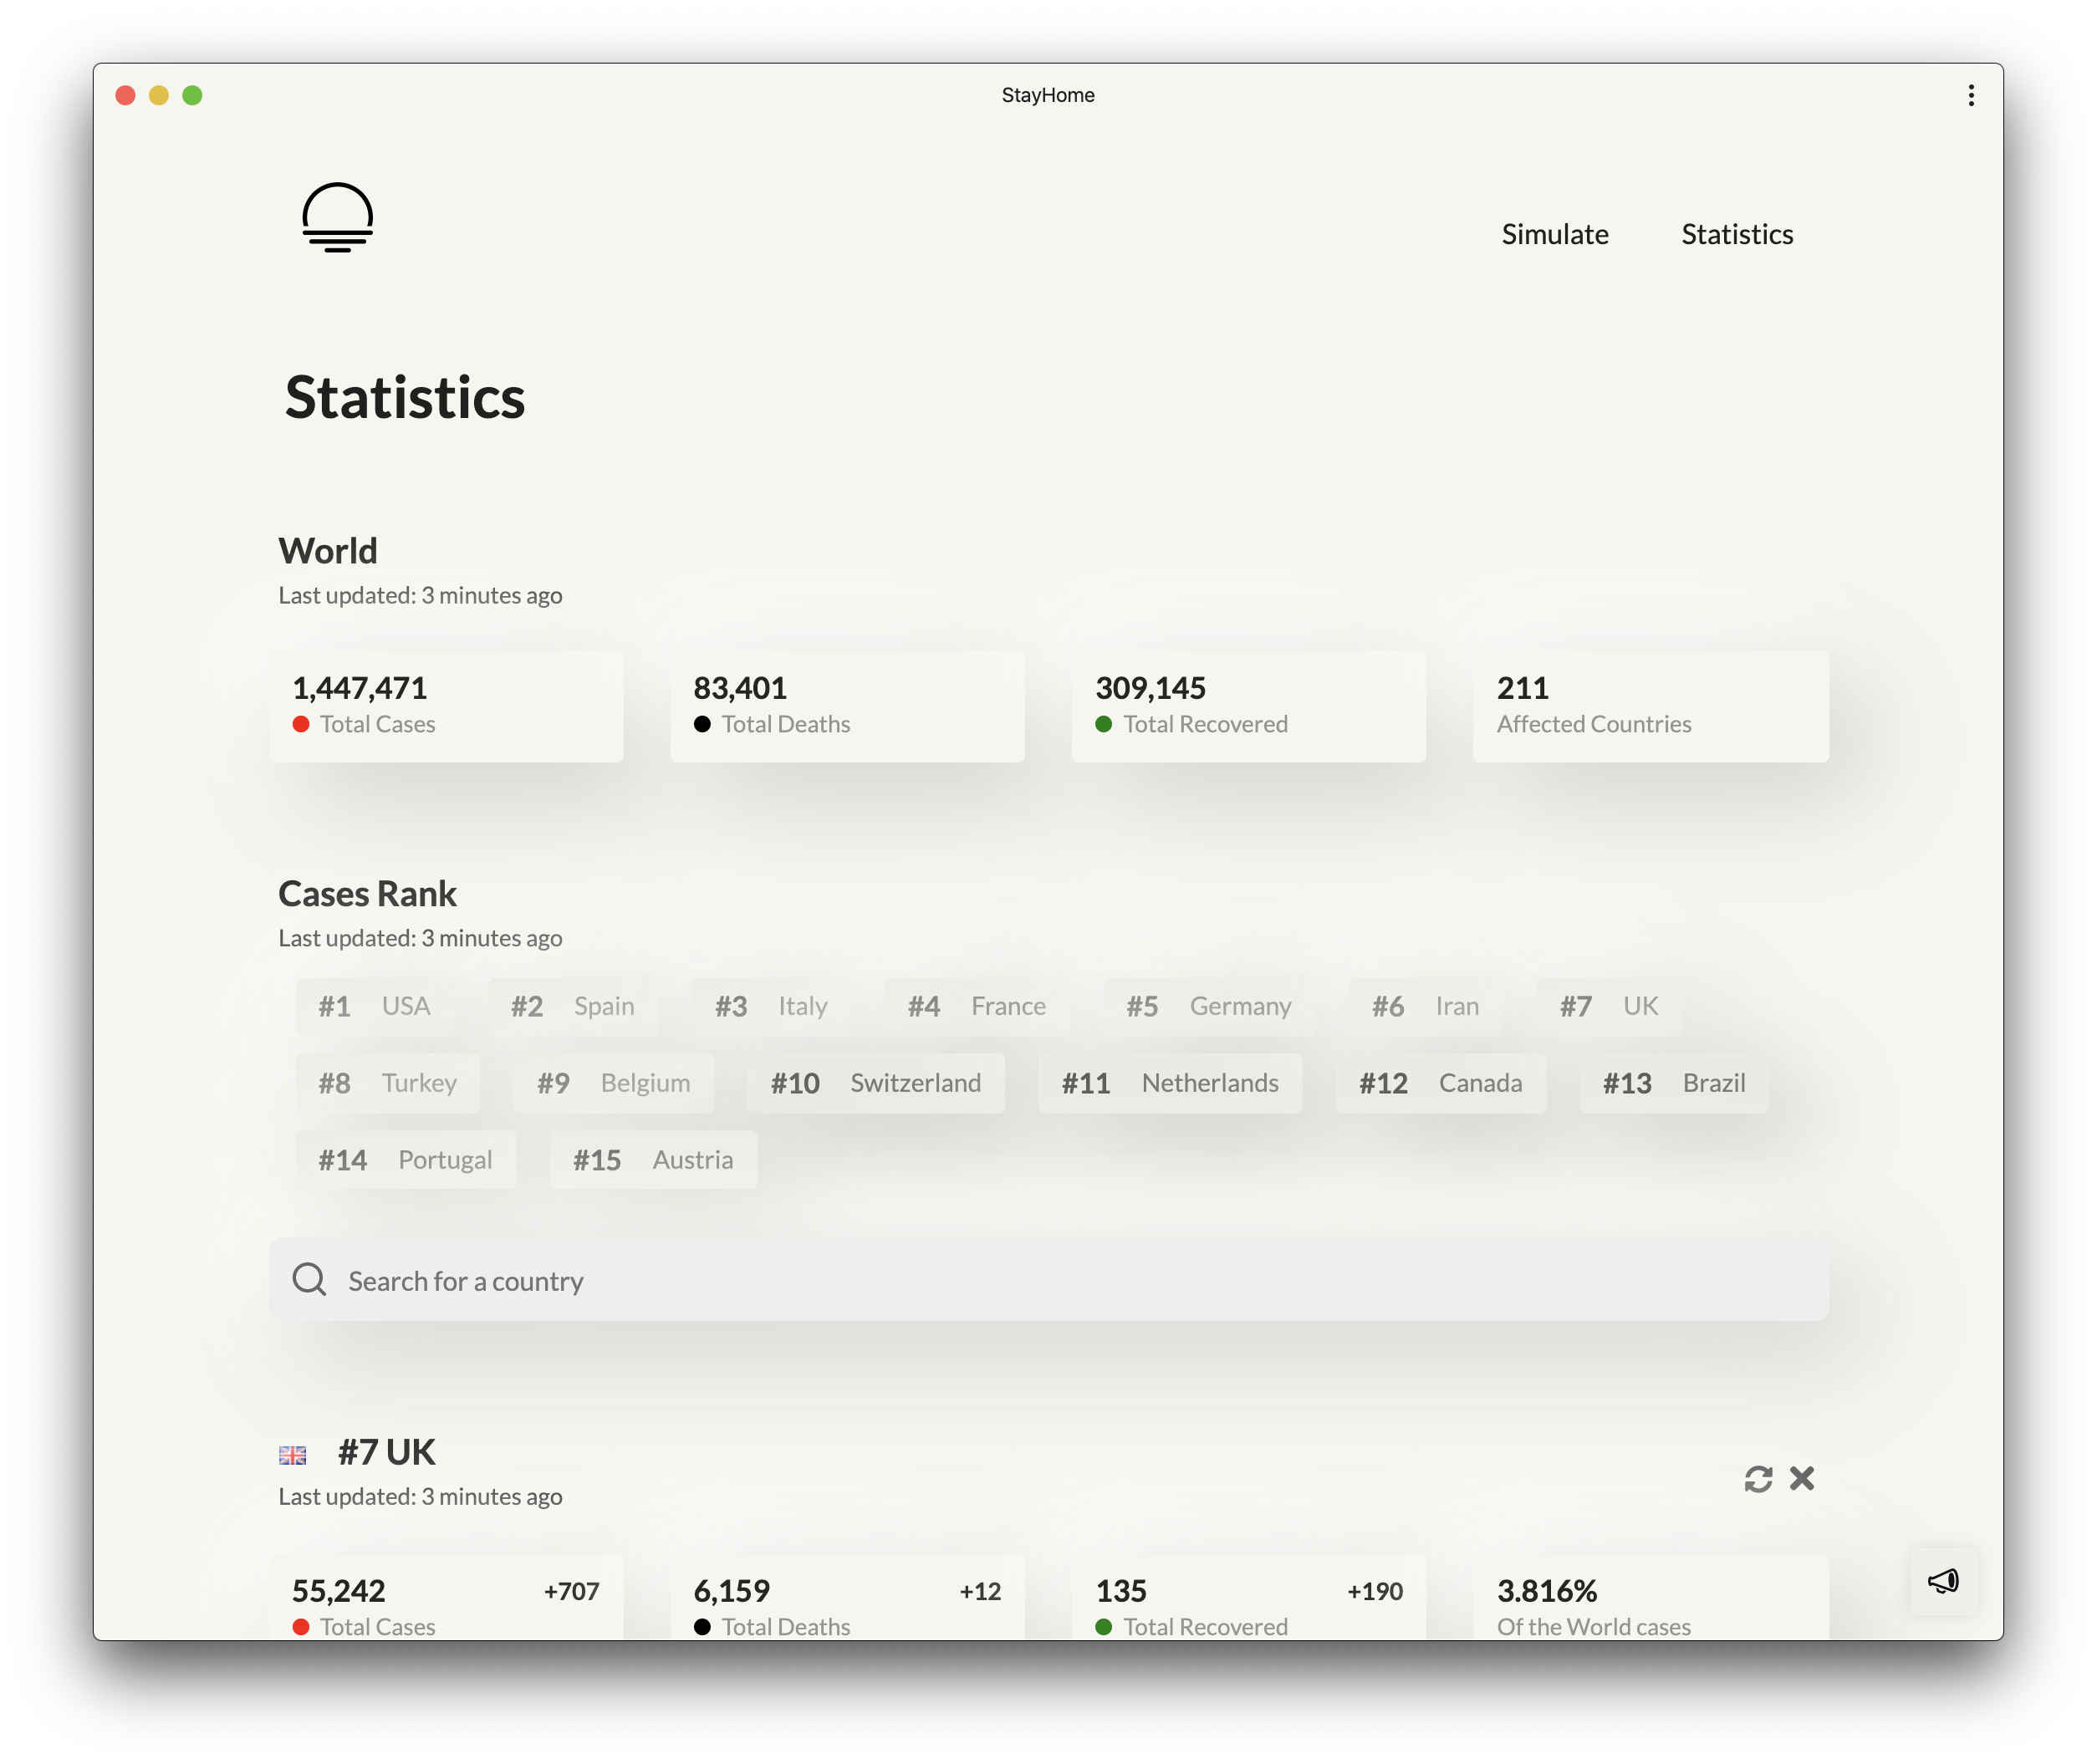 StayHome
Simulate Statistics
Statistics
World
Last updated: 3 minutes ago
1,447,471 83,401 309,145 211
Total Cases Total Deaths Total Recovered Affected Countries
Cases Rank
Last updated: 3 minutes ago
#1 USA #2 Spain #3 Italy #4 France #5 Germany #6 Iran #7 UK
#8 Turkey #9 Belgium #10 Switzerland #11 Netherlands #12 Canada #13 Brazil
#14 Portugal #15 Austria
Search for a country
#7 UK
Last updated: 3 minutes ago
55,242 +707 6,159 +12 135 +190 3.816%
Total Cases Total Deaths Total Recovered Of the World cases